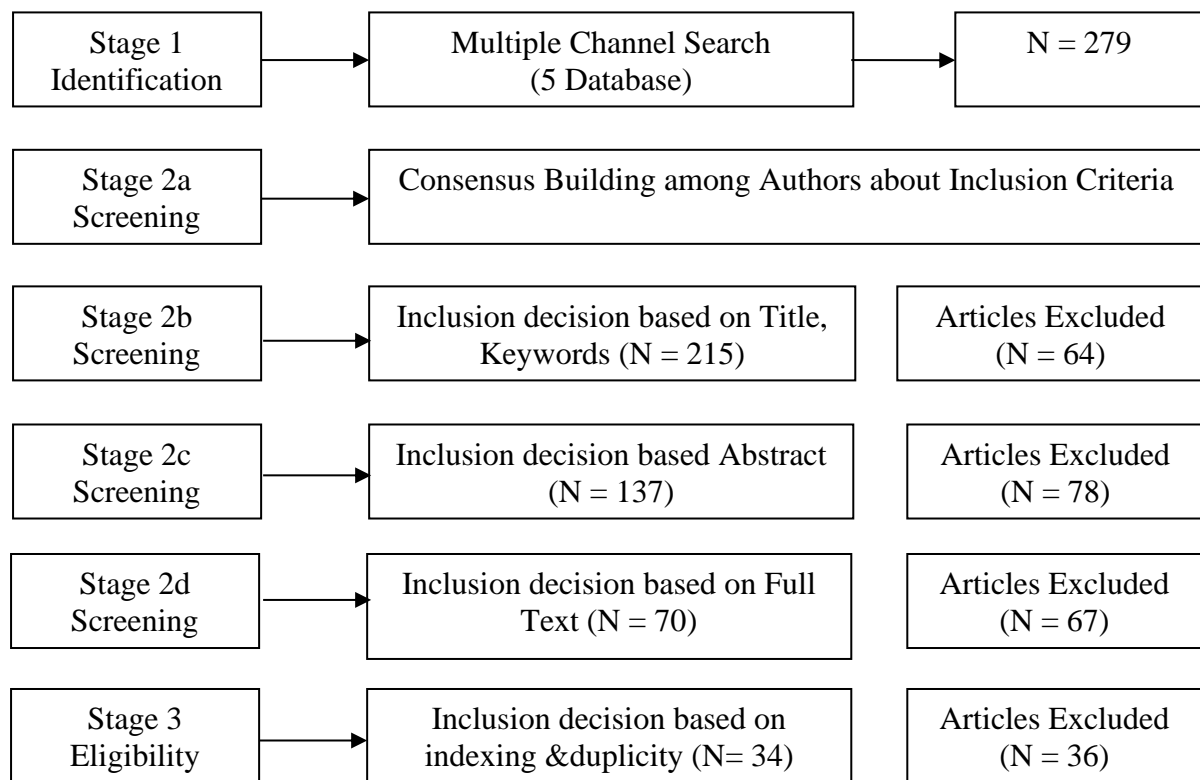 Stage 1
Identification
Multiple Channel Search
(5 Database)
N = 279
Stage 2a
Screening
Consensus Building among Authors about Inclusion Criteria
Stage 2b
Screening
Inclusion decision based on Title,
Keywords (N = 215)
Articles Excluded
(N = 64)
Stage 2c
Screening
Inclusion decision based Abstract
(N = 137)
Articles Excluded
(N = 78)
Stage 2d
Screening
Inclusion decision based on Full
Text (N = 70)
Articles Excluded
(N = 67)
Stage 3
Eligibility
Inclusion decision based on
indexing &duplicity (N= 34)
Articles Excluded
(N = 36)